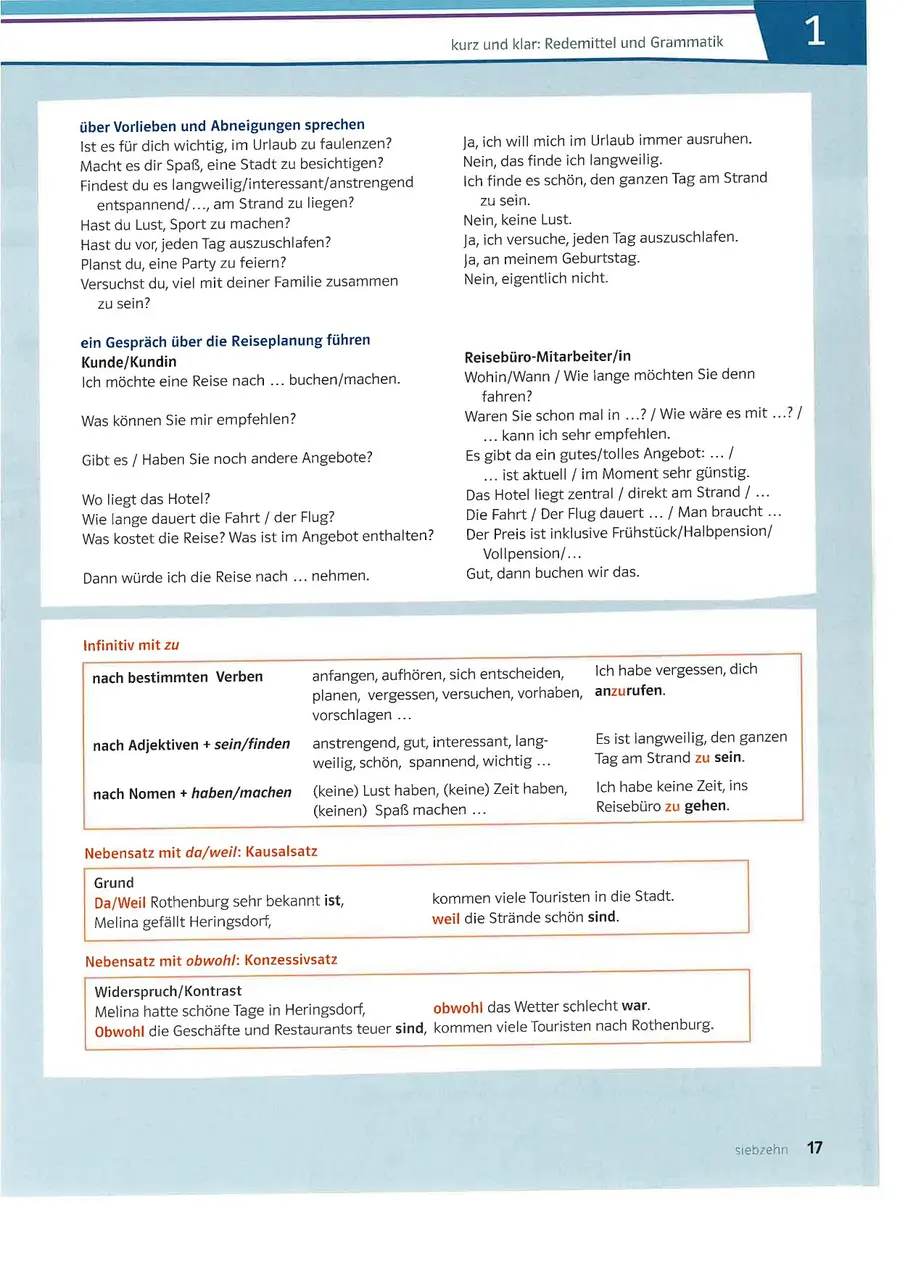 kurz und klar: Redemittel und Grammatik
1
über Vorlieben und Abneigungen sprechen
Ist es für dich wichtig, im Urlaub zu faulenzen?
Macht es dir Spaß, eine Stadt zu besichtigen?
Findest du es langweilig/interessant/anstrengend
entspannend/..., am Strand zu liegen?
Hast du Lust, Sport zu machen?
Hast du vor, jeden Tag auszuschlafen?
Planst du, eine Party zu feiern?
Versuchst du, viel mit deiner Familie zusammen
zu sein?
Ja, ich will mich im Urlaub immer ausruhen.
Nein, das finde ich langweilig.
Ich finde es schön, den ganzen Tag am Strand
zu sein.
Nein, keine Lust.
Ja, ich versuche, jeden Tag auszuschlafen.
Ja, an meinem Geburtstag.
Nein, eigentlich nicht.
ein Gespräch über die Reiseplanung führen
Kunde/Kundin
Ich möchte eine Reise nach ... buchen/machen.
Was können Sie mir empfehlen?
Gibt es / Haben Sie noch andere Angebote?
Wo liegt das Hotel?
Wie lange dauert die Fahrt / der Flug?
Was kostet die Reise? Was ist im Angebot enthalten?
Dann würde ich die Reise nach ... nehmen.
Reisebüro-Mitarbeiter/in
Wohin/Wann / Wie lange möchten Sie denn
fahren?
Waren Sie schon mal in ...? / Wie wäre es mit ...? /
... kann ich sehr empfehlen.
Es gibt da ein gutes/tolles Angebot: ... /
... ist aktuell / im Moment sehr günstig.
Das Hotel liegt zentral / direkt am Strand / ...
Die Fahrt / Der Flug dauert ... / Man braucht ...
Der Preis ist inklusive Frühstück/Halbpension/
Vollpension/...
Gut, dann buchen wir das.
Infinitiv mit zu
nach bestimmten Verben
anfangen, aufhören, sich entscheiden,
planen, vergessen, versuchen, vorhaben,
vorschlagen ...
Ich habe vergessen, dich
anzurufen.
nach Adjektiven + sein/finden
anstrengend, gut, interessant, lang-
weilig, schön, spannend, wichtig ...
Es ist langweilig, den ganzen
Tag am Strand zu sein.
nach Nomen + haben/machen
(keine) Lust haben, (keine) Zeit haben,
(keinen) Spaß machen ...
Ich habe keine Zeit, ins
Reisebüro zu gehen.
Nebensatz mit da/weil: Kausalsatz
Grund
Da/Weil Rothenburg sehr bekannt ist, kommen viele Touristen in die Stadt.
Melina gefällt Heringsdorf, weil die Strände schön sind.
Nebensatz mit obwohl: Konzessivsatz
Widerspruch/Kontrast
Melina hatte schöne Tage in Heringsdorf, obwohl das Wetter schlecht war.
Obwohl die Geschäfte und Restaurants teuer sind, kommen viele Touristen nach Rothenburg.
siebzehn 17